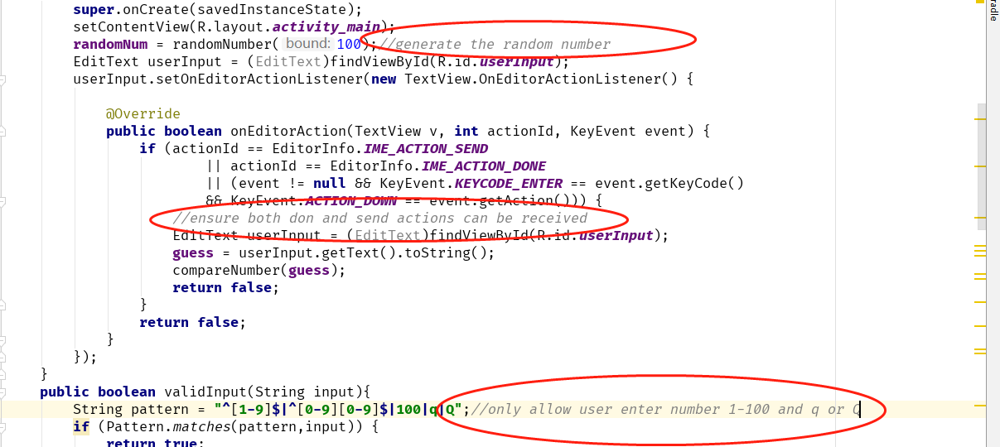 super.onCreate(savedInstanceState);
setContentView(R.layout.activity_main);
randomNum = randomNumber( bound: 100);//generate the random number
EditText userInput = (EditText)findViewById(R.id.userInput);
userInput.setOnEditorActionListener(new TextView.OnEditorActionListener() {
@Override
public boolean onEditorAction(TextView v, int actionId, KeyEvent event) {
if (actionId == EditorInfo.IME_ACTION_SEND
|| actionId == EditorInfo.IME_ACTION_DONE
|| (event != null && KeyEvent.KEYCODE_ENTER == event.getKeyCode()
&& KeyEvent.ACTION_DOWN == event.getAction())) {
//ensure both don and send actions can be received
EditText userInput = (EditText)findViewById(R.id.userInput);
guess = userInput.getText().toString();
compareNumber(guess);
return false;
}
return false;
}
});
}
public boolean validInput(String input){
String pattern = "^[1-9]$|^[0-9][0-9]$|100|q|Q";//only allow user enter number 1-100 and q or Q
if (Pattern.matches(pattern,input)) {
return true;
radle